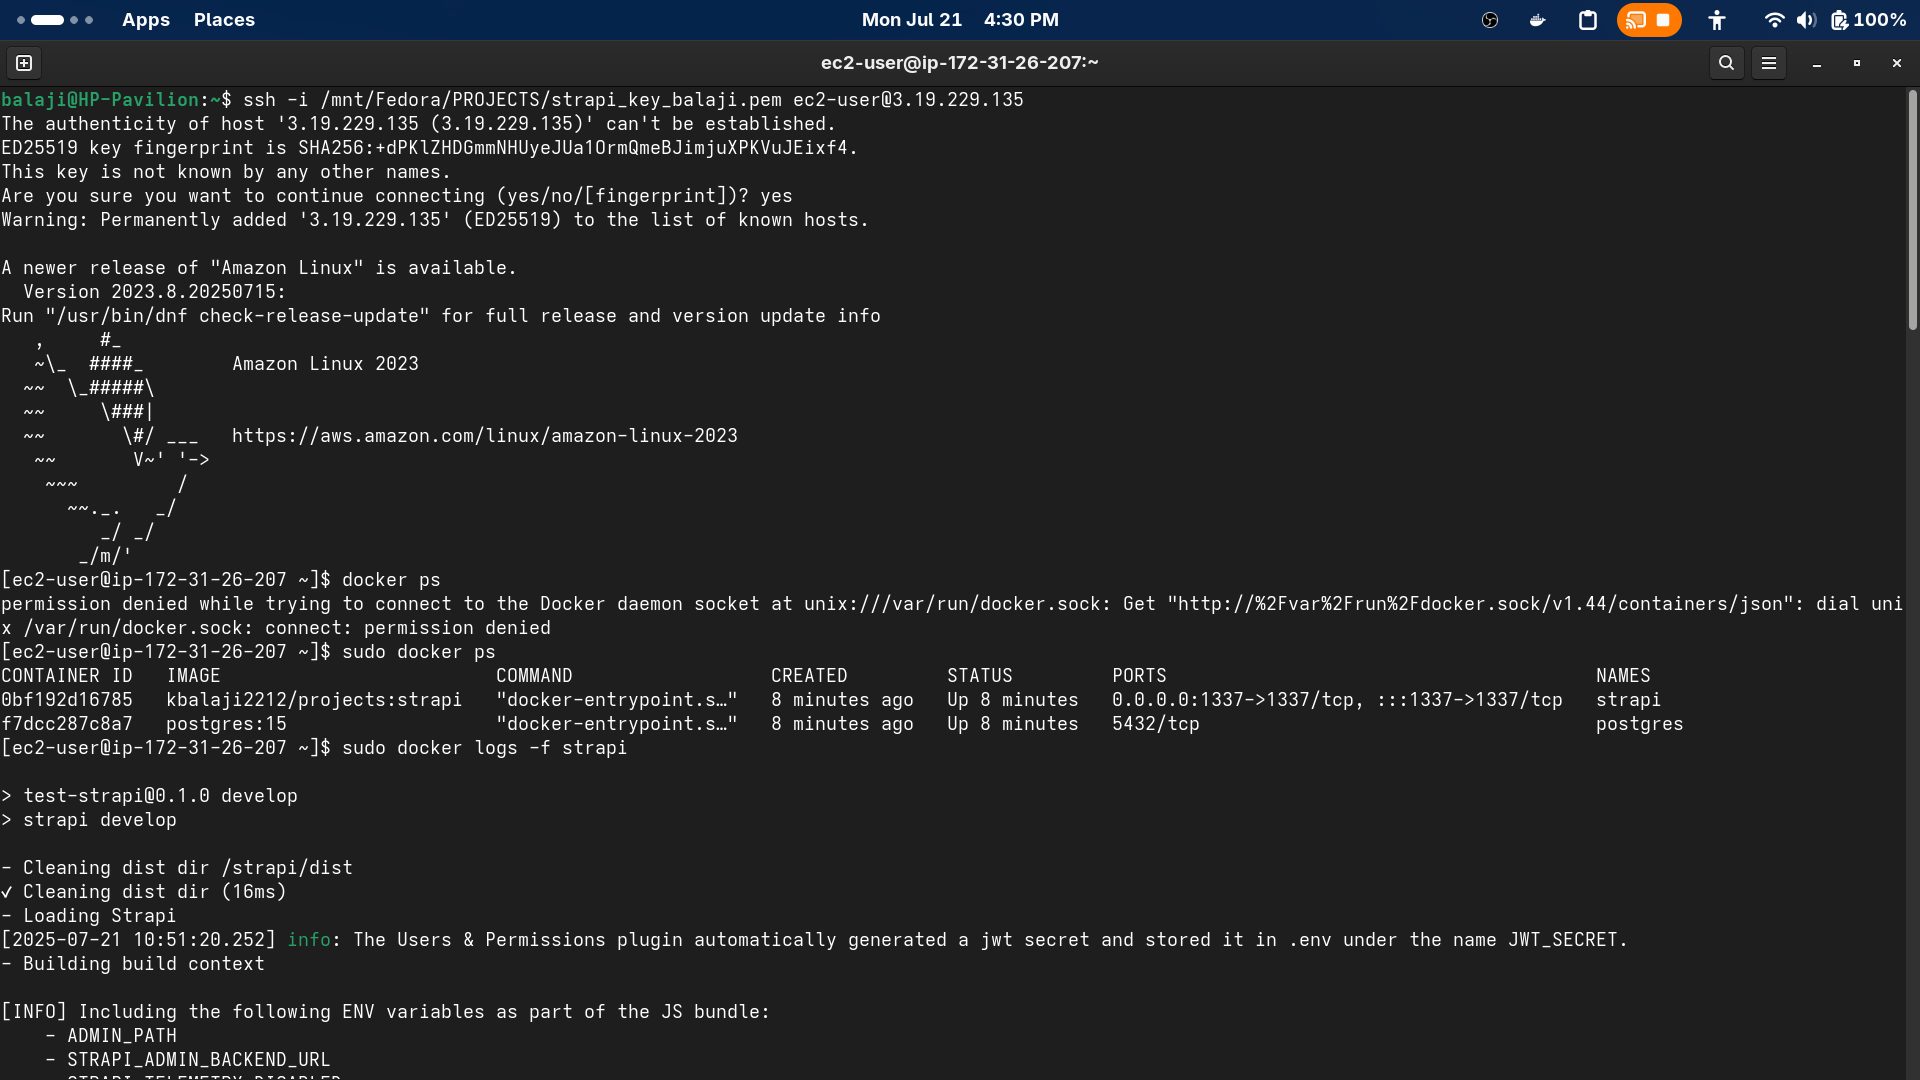 Apps Places Mon Jul 21 4:30 PM 100%
ec2-user@ip-172-31-26-207:~
balaji@HP-Pavilion:~$ ssh -i /mnt/Fedora/PROJECTS/strapi_key_balaji.pem ec2-user@3.19.229.135
The authenticity of host '3.19.229.135 (3.19.229.135)' can't be established.
ED25519 key fingerprint is SHA256:+dPKlZHDGmmNHUyeJUa1OrmQmeBJimjuXPKVuJEixf4.
This key is not known by any other names.
Are you sure you want to continue connecting (yes/no/[fingerprint])? yes
Warning: Permanently added '3.19.229.135' (ED25519) to the list of known hosts.
A newer release of "Amazon Linux" is available.
  Version 2023.8.20250715:
Run "/usr/bin/dnf check-release-update" for full release and version update info
   ,     #_
   ~\_  ####_        Amazon Linux 2023
  ~~  \_#####\
  ~~     \###|
  ~~       \#/ ___   https://aws.amazon.com/linux/amazon-linux-2023
   ~~       V~' '->
    ~~~         /
      ~~._.   _/
         _/ _/
       _/m/'
[ec2-user@ip-172-31-26-207 ~]$ docker ps
permission denied while trying to connect to the Docker daemon socket at unix:///var/run/docker.sock: Get "http://%2Fvar%2Frun%2Fdocker.sock/v1.44/containers/json": dial uni
x /var/run/docker.sock: connect: permission denied
[ec2-user@ip-172-31-26-207 ~]$ sudo docker ps
CONTAINER ID   IMAGE                         COMMAND                  CREATED         STATUS         PORTS                                       NAMES
0bf192d16785   kbalaji2212/projects:strapi   "docker-entrypoint.s…"   8 minutes ago   Up 8 minutes   0.0.0.0:1337->1337/tcp, :::1337->1337/tcp   strapi
f7dcc287c8a7   postgres:15                   "docker-entrypoint.s…"   8 minutes ago   Up 8 minutes   5432/tcp                                    postgres
[ec2-user@ip-172-31-26-207 ~]$ sudo docker logs -f strapi
> test-strapi@0.1.0 develop
> strapi develop
- Cleaning dist dir /strapi/dist
✓ Cleaning dist dir (16ms)
- Loading Strapi
[2025-07-21 10:51:20.252] info: The Users & Permissions plugin automatically generated a jwt secret and stored it in .env under the name JWT_SECRET.
- Building build context
[INFO] Including the following ENV variables as part of the JS bundle:
    - ADMIN_PATH
    - STRAPI_ADMIN_BACKEND_URL
    - STRAPI_TELEMETRY_DISABLED